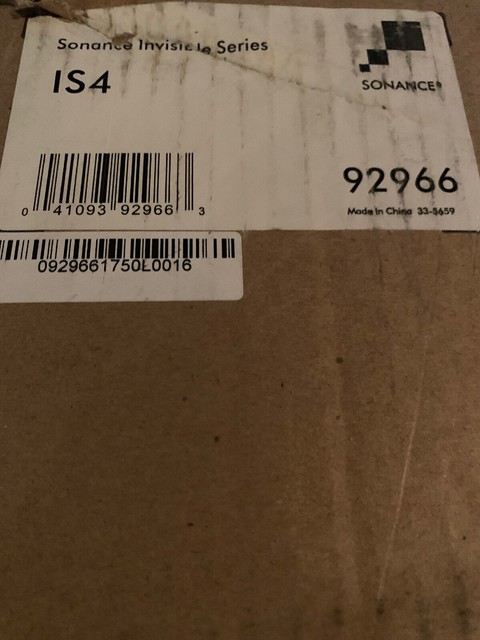 Sonance Invisible Series
IS4
SONANCE®
0 41093 92966 3
92966
Made in China 33-5659
0929661750L0016